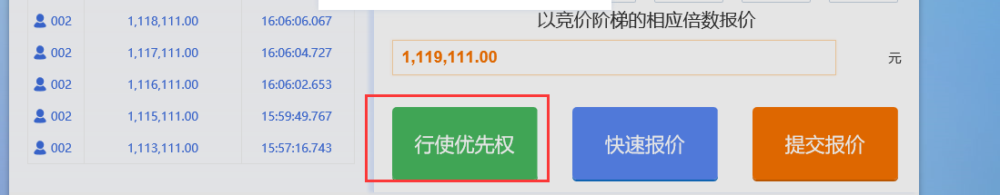 以竞价阶梯的相应倍数报价
002 1,118,111.00 16:06:06.067
002 1,117,111.00 16:06:04.727
002 1,116,111.00 16:06:02.653
002 1,115,111.00 15:59:49.767
002 1,113,111.00 15:57:16.743
1,119,111.00 元
行使优先权 快速报价 提交报价